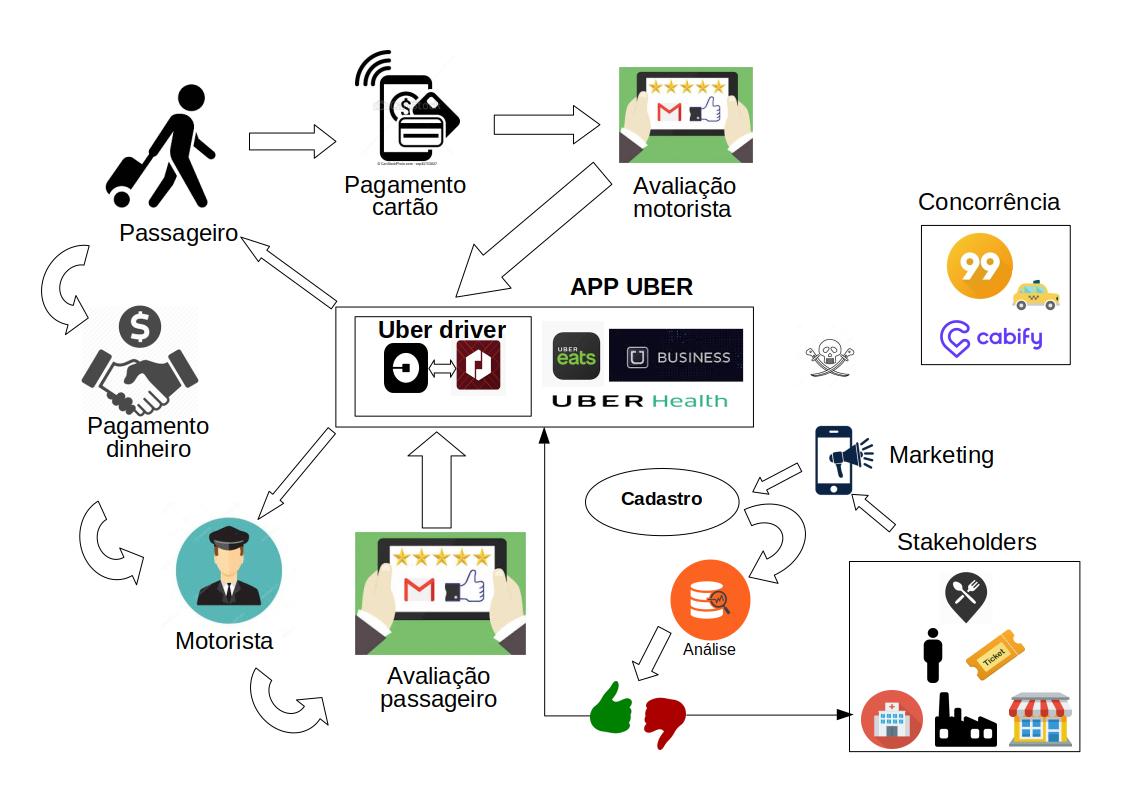 Pagamento
cartão
Avaliação
motorista
Passageiro
Concorrência
99
cabify
APP UBER
Uber driver
UBER
eats
BUSINESS
UBER Health
Pagamento
dinheiro
Marketing
Cadastro
Stakeholders
Motorista
Análise
Avaliação
passageiro
Ticket